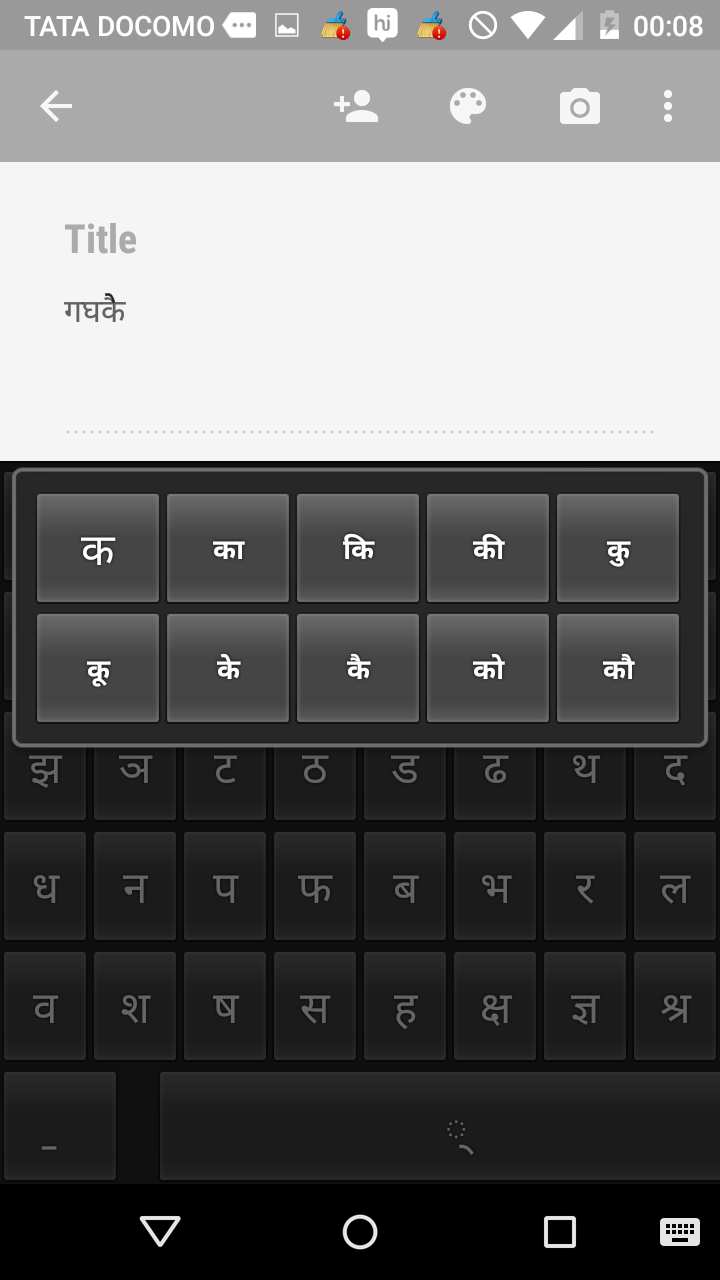 TATA DOCOMO hi 00:08
Title
गघकै
क का कि की कु
कू के कै को कौ
झ ञ ट ठ ड ढ थ द
ध न प फ ब भ र ल
व श ष स ह क्ष ज्ञ श्र
_ ्